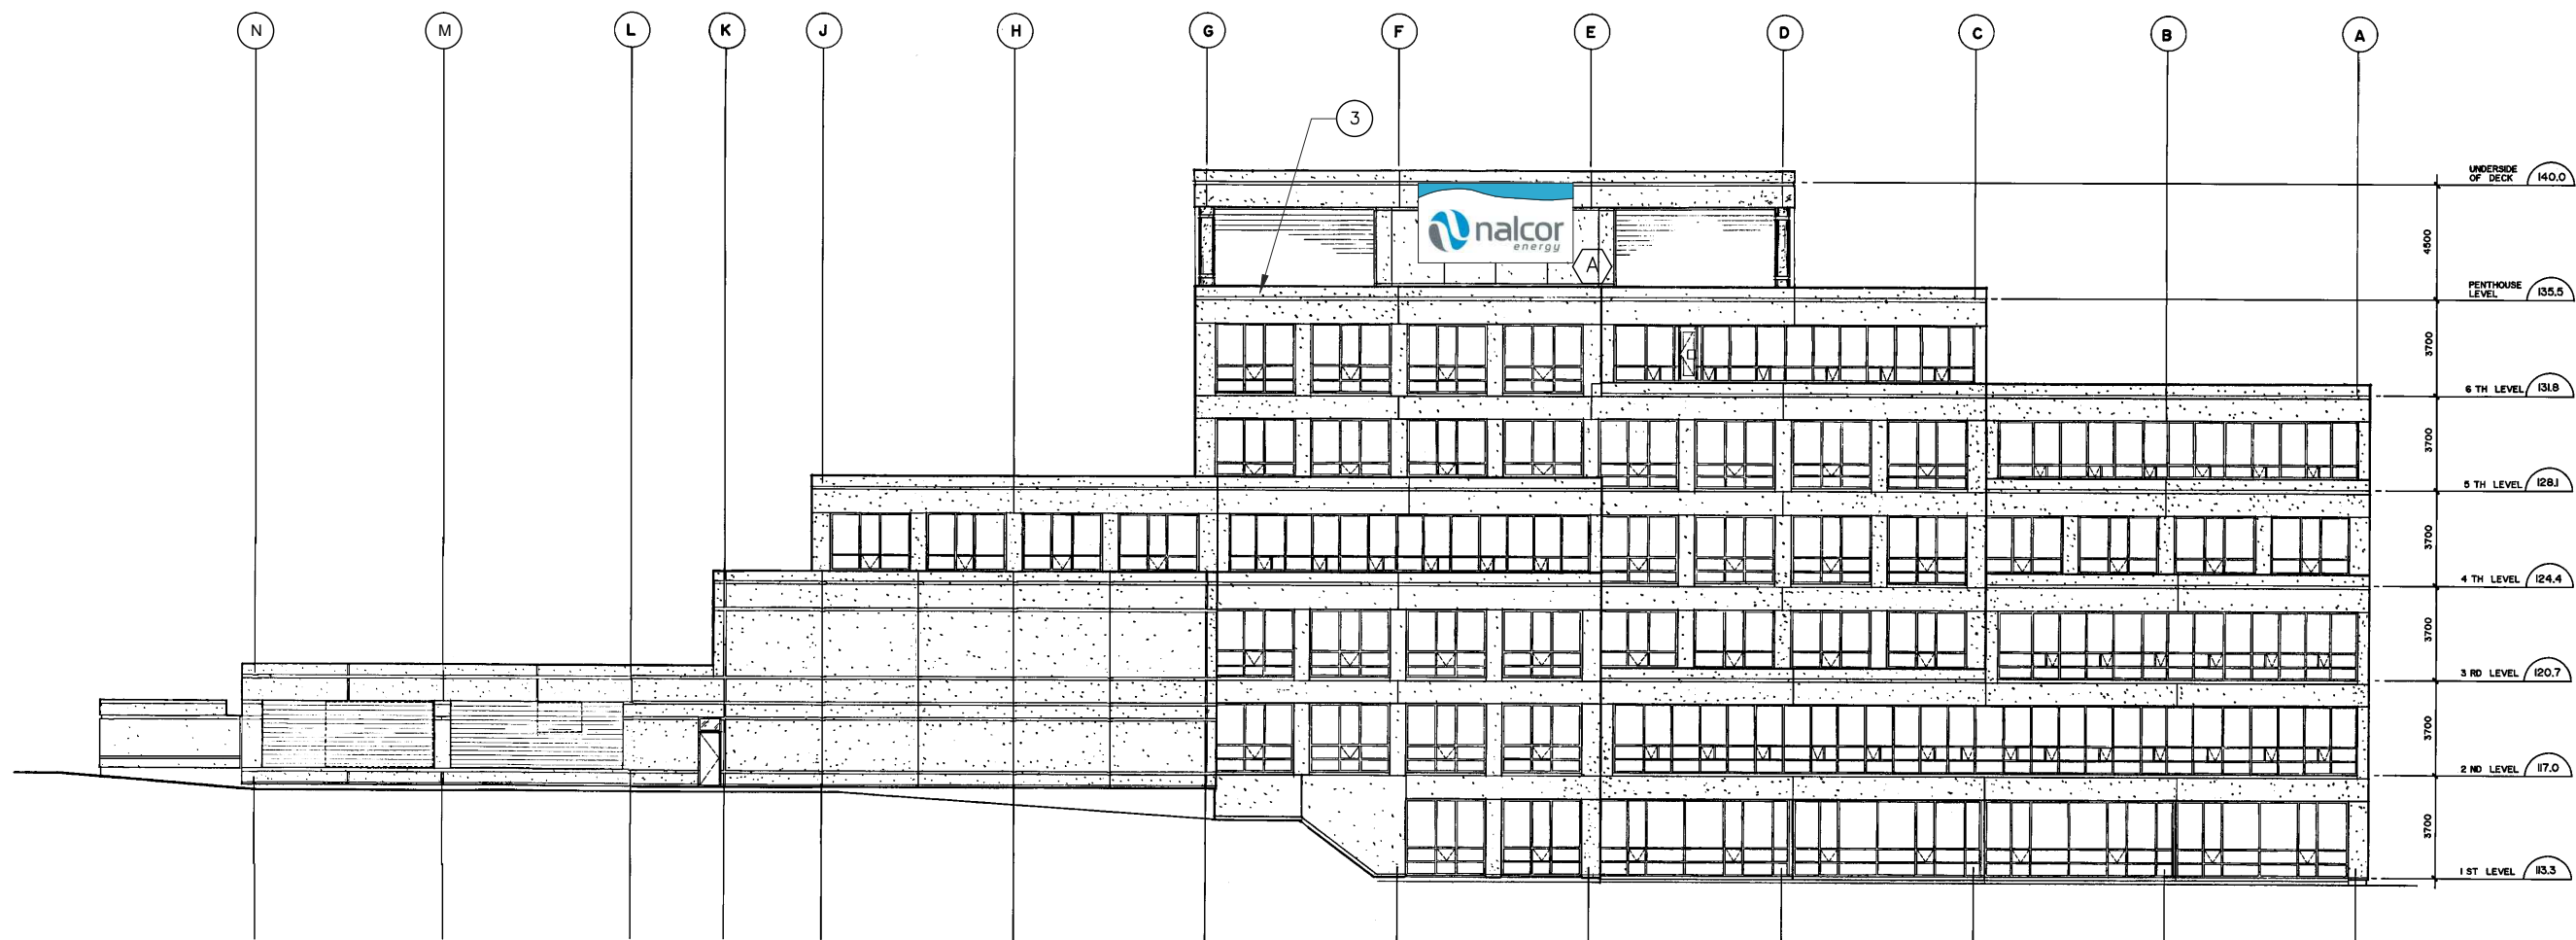 N M L K J H G F E D C B A
3
UNDERSIDE
OF DECK 140.0
nalcor
energy
4500
A
PENTHOUSE
LEVEL 135.5
3700
6 TH LEVEL 131.8
3700
5 TH LEVEL 128.1
3700
4 TH LEVEL 124.4
3700
3 RD LEVEL 120.7
3700
2 ND LEVEL 117.0
3700
1 ST LEVEL 113.3